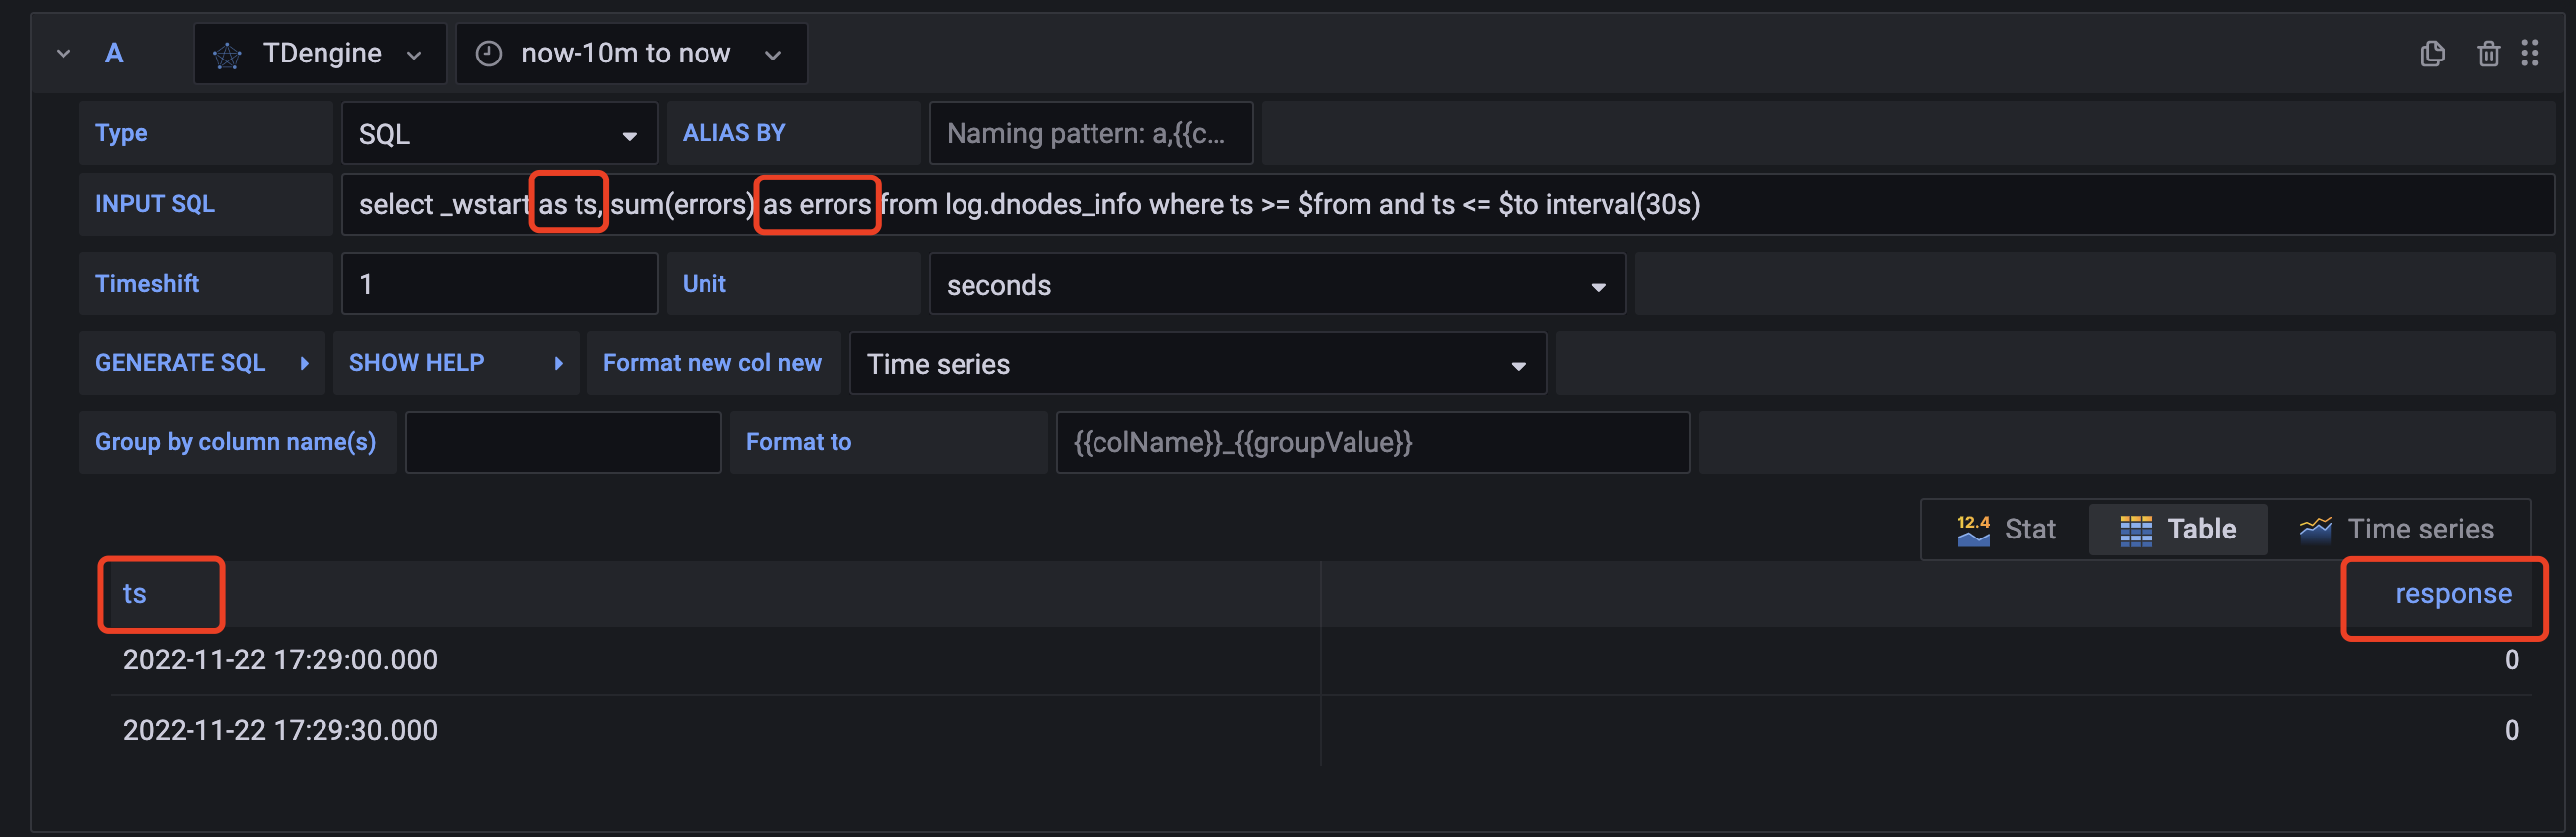 A TDengine now-10m to now
Type SQL ALIAS BY Naming pattern: a,{{c...
INPUT SQL select _wstart as ts, sum(errors) as errors from log.dnodes_info where ts >= $from and ts <= $to interval(30s)
Timeshift 1 Unit seconds
GENERATE SQL SHOW HELP Format new col new Time series
Group by column name(s) Format to {{colName}}_{{groupValue}}
12.4 Stat Table Time series
ts response
2022-11-22 17:29:00.000 0
2022-11-22 17:29:30.000 0